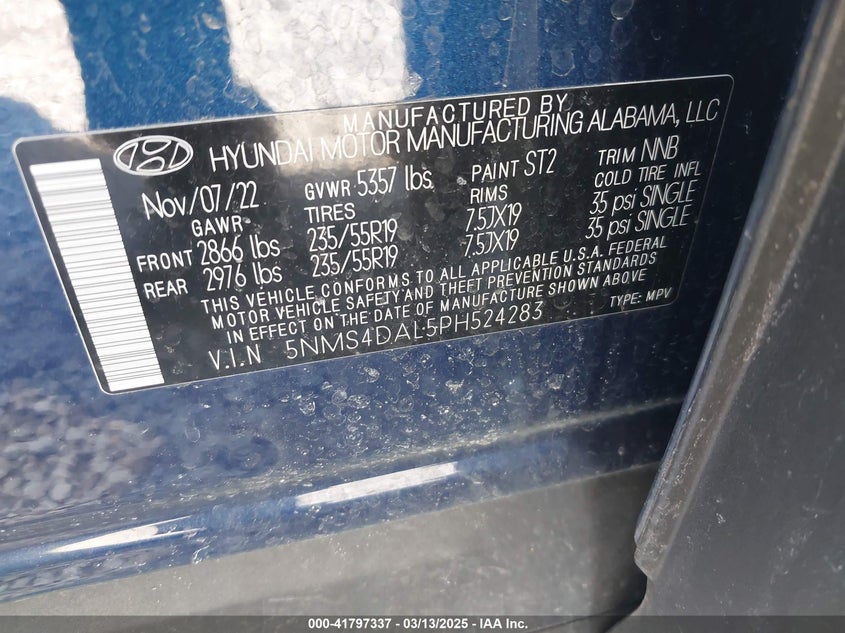 MANUFACTURED BY
HYUNDAI MOTOR MANUFACTURING ALABAMA, LLC
Nov/07/22 GVWR 5357 lbs PAINT ST2 TRIM NNB
GAWR TIRES RIMS COLD TIRE INFL
FRONT 2866 lbs 235/55R19 7.5JX19 35 psi SINGLE
REAR 2976 lbs 235/55R19 7.5JX19 35 psi SINGLE
THIS VEHICLE CONFORMS TO ALL APPLICABLE U.S.A. FEDERAL
MOTOR VEHICLE SAFETY AND THEFT PREVENTION STANDARDS
IN EFFECT ON THE DATE OF MANUFACTURE SHOWN ABOVE
V.I.N 5NMS4DAL5PH524283 TYPE: MPV
000-41797337 - 03/13/2025 - IAA Inc.